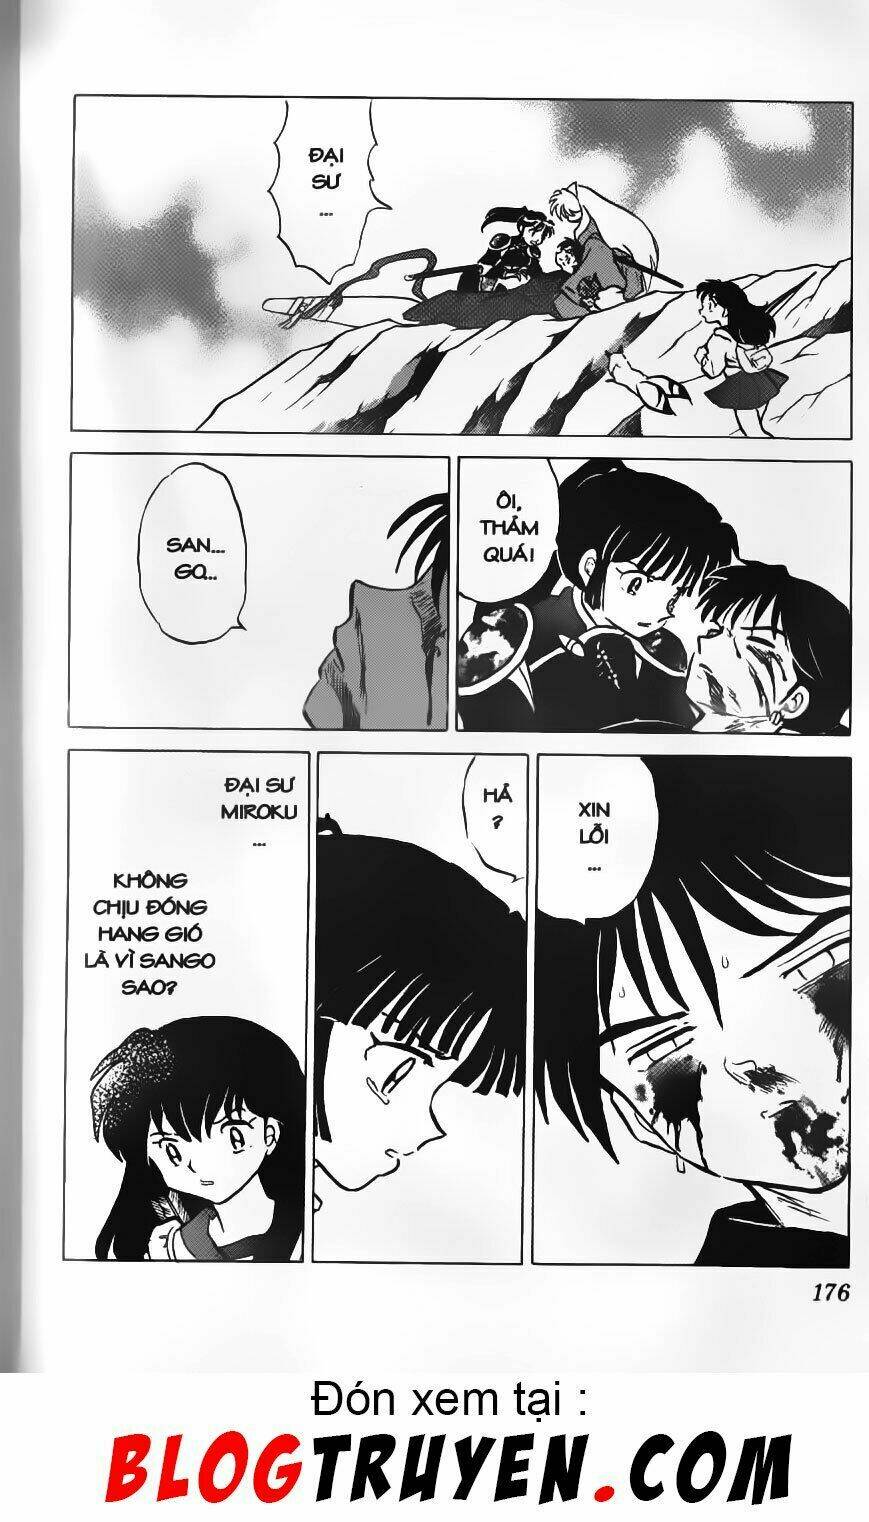 ĐẠI
SƯ
...
ÔI,
THẢM
QUÁ!
SAN...
GO...
XIN
LỖI
...
HẢ
?
ĐẠI SƯ
MIROKU
...
KHÔNG
CHỊU ĐÓNG
HANG GIÓ
LÀ VÌ SANGO
SAO?
176
Đón xem tại :
BLOGTRUYEN.COM